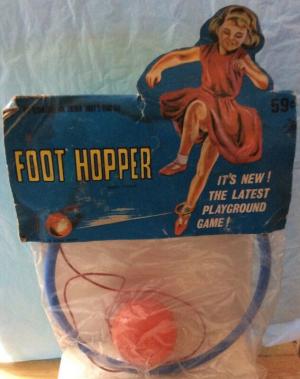 59¢
FOOT HOPPER
IT'S NEW!
THE LATEST
PLAYGROUND
GAME!